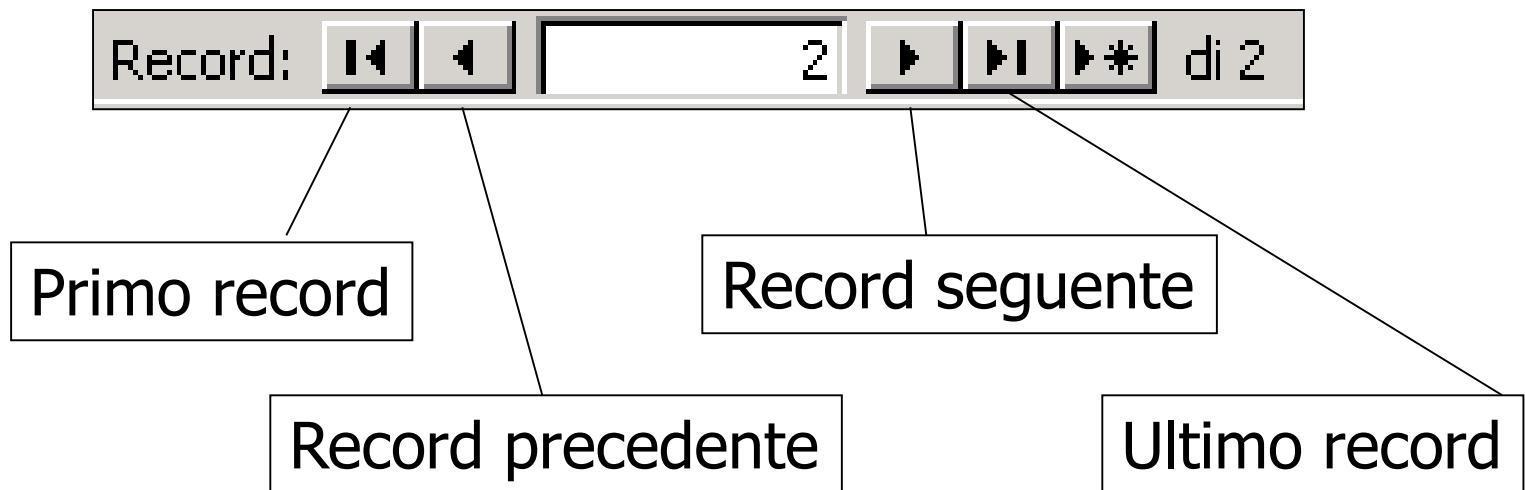 Record: 2 di 2
Primo record
Record seguente
Record precedente
Ultimo record